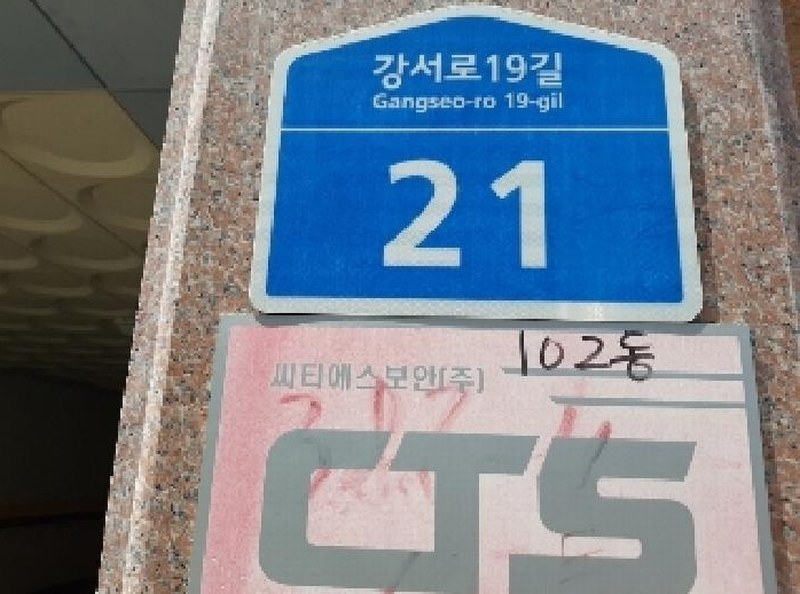 강서로19길
Gangseo-ro 19-gil
21
102동
씨티에스보안(주)
CTS